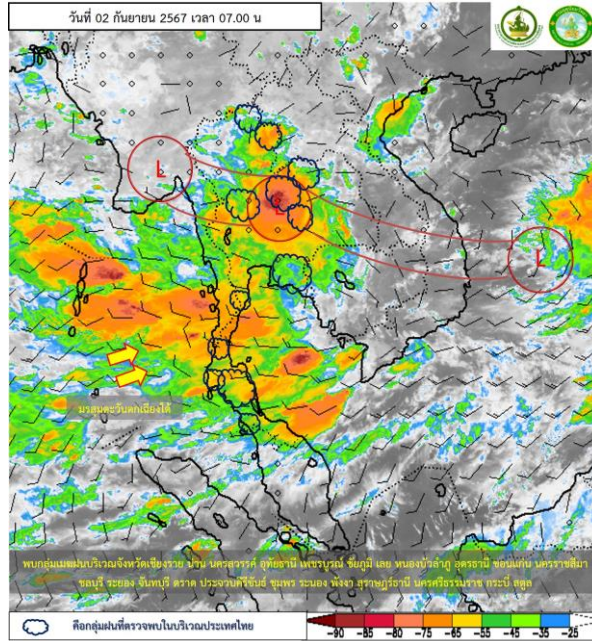 วันที่ 02 กันยายน 2567 เวลา 07.00 น
L
L
L
มรสุมตะวันตกเฉียงใต้
พบกลุ่มเมฆฝนบริเวณจังหวัดเชียงราย น่าน นครสวรรค์ อุทัยธานี เพชรบูรณ์ ชัยภูมิ เลย หนองบัวลำภู อุดรธานี ขอนแก่น นครราชสีมา
ชลบุรี ระยอง จันทบุรี ตราด ประจวบคีรีขันธ์ ชุมพร ระนอง พังงา สุราษฎร์ธานี นครศรีธรรมราช กระบี่ สตูล
คือกลุ่มฝนที่ตรวจพบในบริเวณประเทศไทย
-90 -85 -80 -75 -65 -55 -45 -35 25